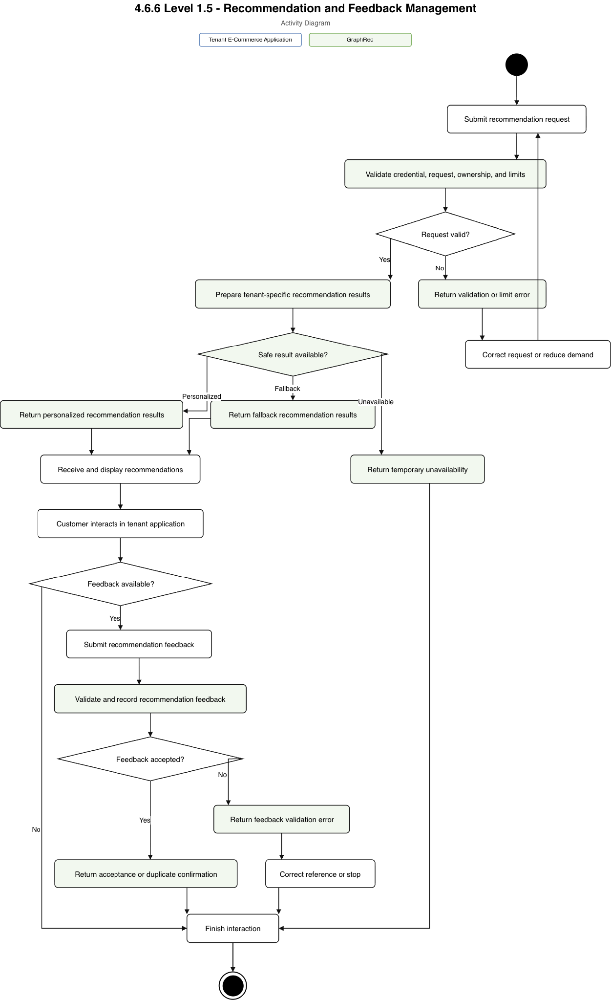 4.6.6 Level 1.5 - Recommendation and Feedback Management
Activity Diagram
Tenant E-Commerce Application
GraphRec
Submit recommendation request
Validate credential, request, ownership, and limits
Request valid?
Yes
No
Prepare tenant-specific recommendation results
Return validation or limit error
Safe result available?
Correct request or reduce demand
Fallback
Personalized
Unavailable
Return personalized recommendation results
Return fallback recommendation results
Receive and display recommendations
Return temporary unavailability
Customer interacts in tenant application
Feedback available?
Yes
Submit recommendation feedback
Validate and record recommendation feedback
Feedback accepted?
No
Return feedback validation error
Yes
No
Return acceptance or duplicate confirmation
Correct reference or stop
Finish interaction